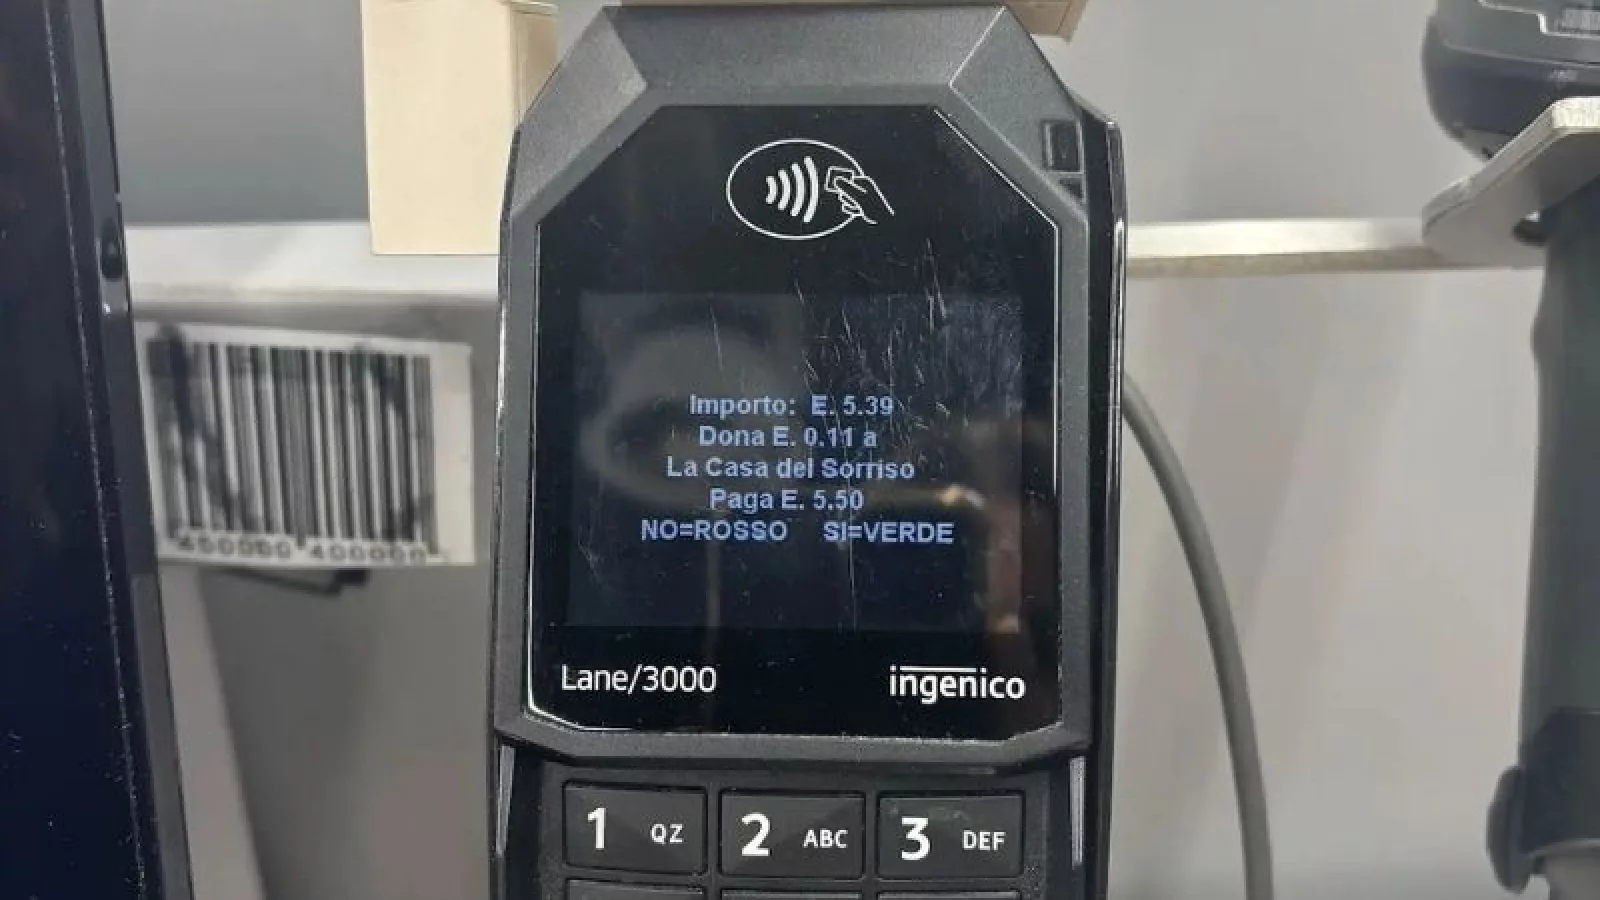 Importo: E. 5.39
Dona E. 0.11 a
La Casa del Sorriso
Paga E. 5.50
NO=ROSSO SI=VERDE
Lane/3000 ingenico
1 QZ 2 ABC 3 DEF